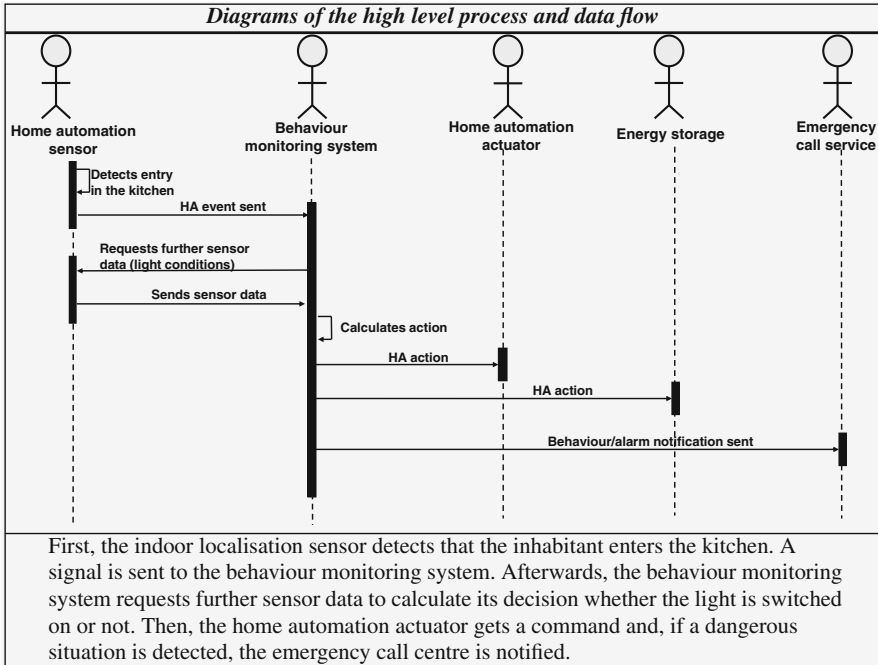 Diagrams of the high level process and data flow
Home automation
sensor
Behaviour
monitoring system
Home automation
actuator
Energy storage
Emergency
call service
Detects entry
in the kitchen
HA event sent
Requests further sensor
data (light conditions)
Sends sensor data
Calculates action
HA action
HA action
Behaviour/alarm notification sent
First, the indoor localisation sensor detects that the inhabitant enters the kitchen. A
signal is sent to the behaviour monitoring system. Afterwards, the behaviour monitoring
system requests further sensor data to calculate its decision whether the light is switched
on or not. Then, the home automation actuator gets a command and, if a dangerous
situation is detected, the emergency call centre is notified.